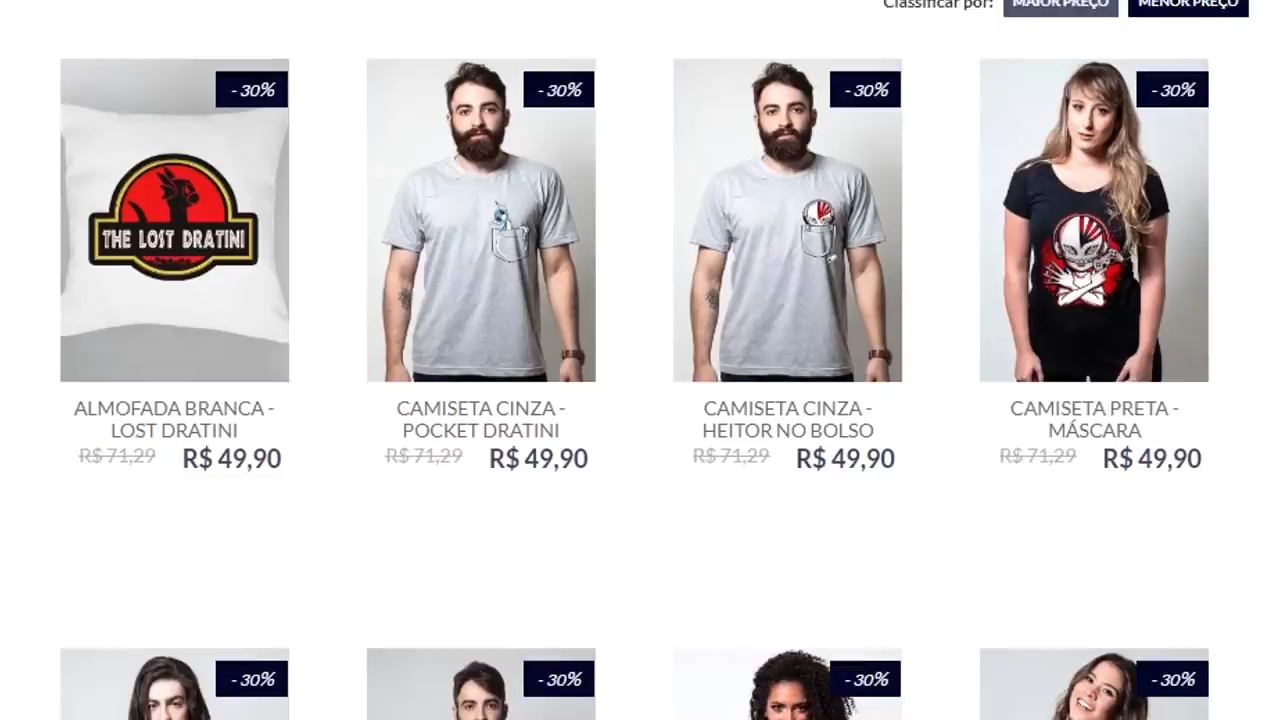 Classificar por:
MAIOR PREÇO
MENOR PREÇO
- 30%
- 30%
- 30%
- 30%
THE LOST DRATINI
ALMOFADA BRANCA -
LOST DRATINI
R$ 71,29 R$ 49,90
CAMISETA CINZA -
POCKET DRATINI
R$ 71,29 R$ 49,90
CAMISETA CINZA -
HEITOR NO BOLSO
R$ 71,29 R$ 49,90
CAMISETA PRETA -
MÁSCARA
R$ 71,29 R$ 49,90
- 30%
- 30%
- 30%
- 30%